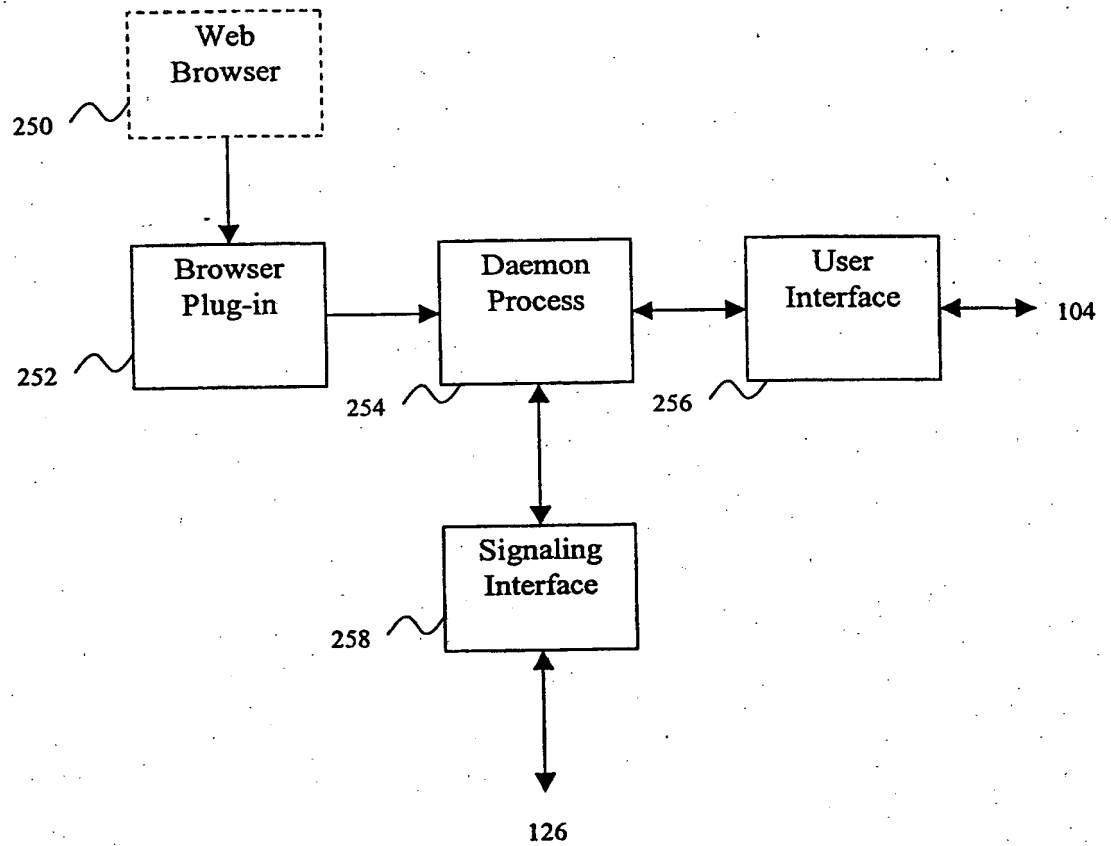 Web
Browser
250
Browser
Plug-in
252
Daemon
Process
254
User
Interface
256
104
Signaling
Interface
258
126